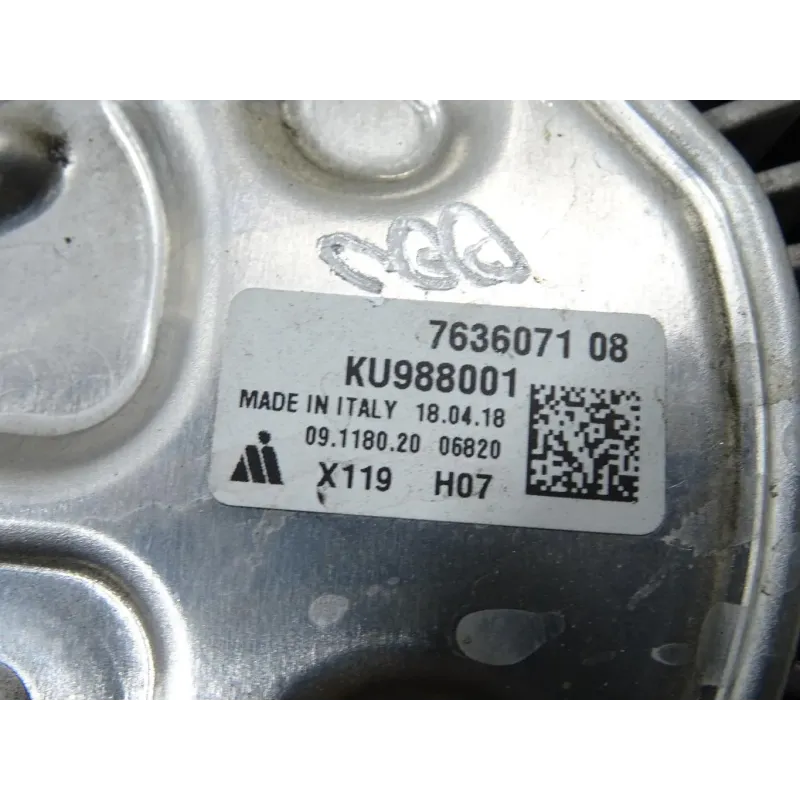 7636071 08
KU988001
MADE IN ITALY 18.04.18
09.1180.20 06820
X119 H07